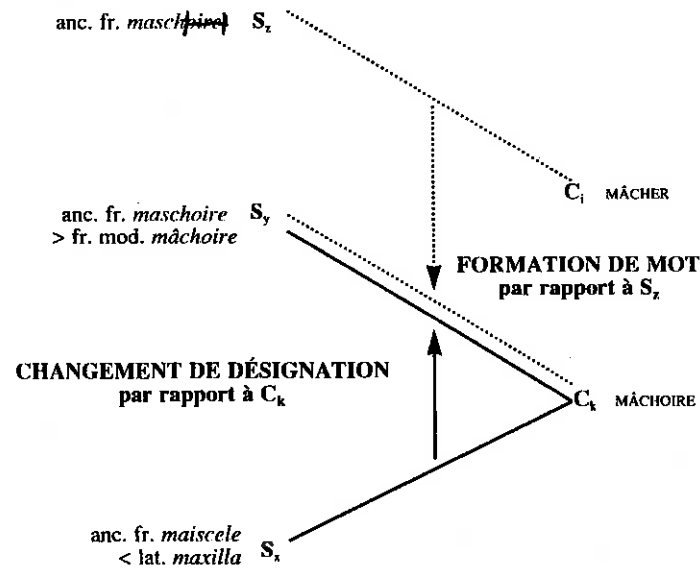 anc. fr. masch S_z
C_i MÂCHER
anc. fr. maschoire S_y
> fr. mod. mâchoire
FORMATION DE MOT
par rapport à S_z
CHANGEMENT DE DÉSIGNATION
par rapport à C_k
C_k MÂCHOIRE
anc. fr. maiscele
< lat. maxilla S_x